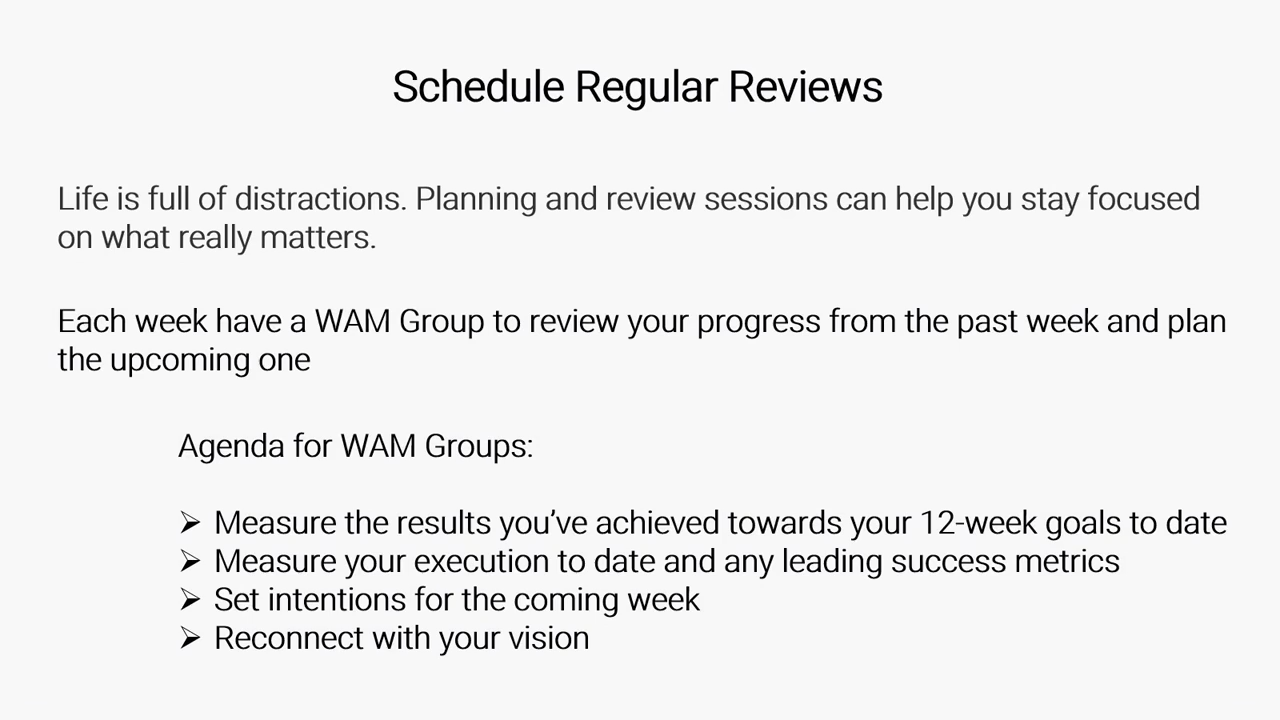 Schedule Regular Reviews
Life is full of distractions. Planning and review sessions can help you stay focused
on what really matters.
Each week have a WAM Group to review your progress from the past week and plan
the upcoming one
Agenda for WAM Groups:
➢ Measure the results you’ve achieved towards your 12-week goals to date
➢ Measure your execution to date and any leading success metrics
➢ Set intentions for the coming week
➢ Reconnect with your vision